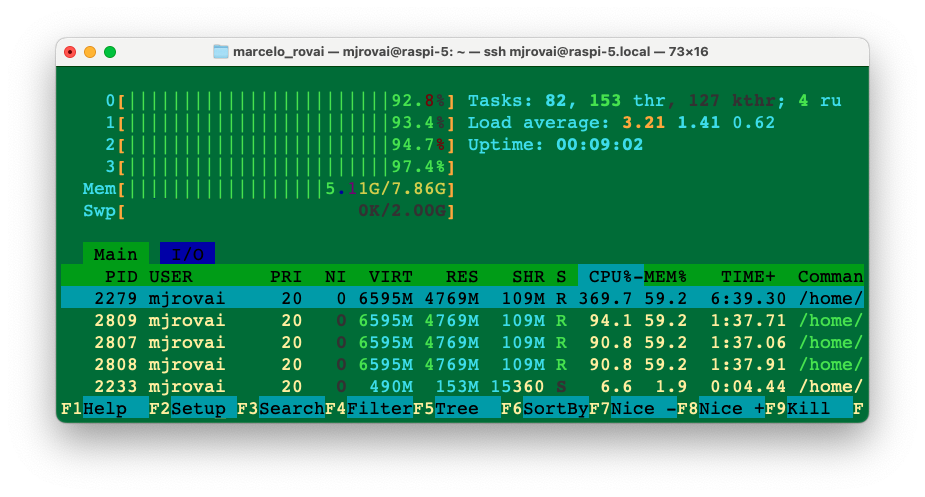 marcelo_rovai — mjrovai@raspi-5: ~ — ssh mjrovai@raspi-5.local — 73×16
0[||||||||||||||||||||||||92.8%] Tasks: 82, 153 thr, 127 kthr; 4 ru
1[||||||||||||||||||||||||93.4%] Load average: 3.21 1.41 0.62
2[||||||||||||||||||||||||94.7%] Uptime: 00:09:02
3[||||||||||||||||||||||||97.4%]
Mem[||||||||||||||||||5.11G/7.86G]
Swp[ 0K/2.00G]
Main I/O
PID USER PRI NI VIRT RES SHR S CPU%-MEM% TIME+ Comman
2279 mjrovai 20 0 6595M 4769M 109M R 369.7 59.2 6:39.30 /home/
2809 mjrovai 20 0 6595M 4769M 109M R 94.1 59.2 1:37.71 /home/
2807 mjrovai 20 0 6595M 4769M 109M R 90.8 59.2 1:37.06 /home/
2808 mjrovai 20 0 6595M 4769M 109M R 90.8 59.2 1:37.91 /home/
2233 mjrovai 20 0 490M 153M 15360 S 6.6 1.9 0:04.44 /home/
F1Help F2Setup F3SearchF4FilterF5Tree F6SortByF7Nice -F8Nice +F9Kill F